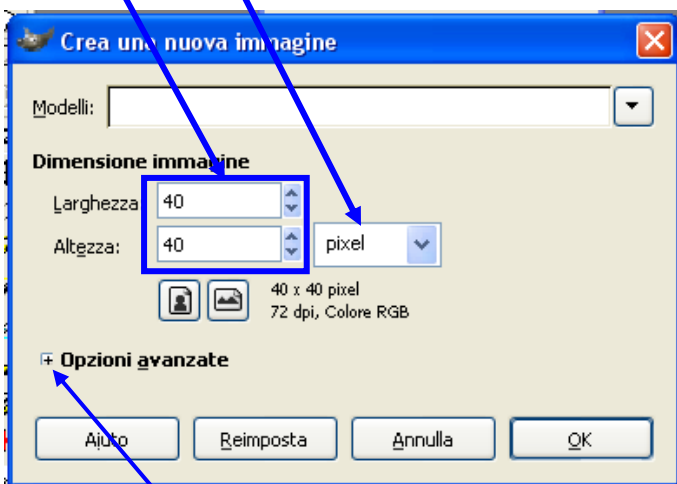 Crea una nuova immagine
Modelli:
Dimensione immagine
Larghezza: 40
Altezza: 40 pixel
40 x 40 pixel
72 dpi, Colore RGB
Opzioni avanzate
Aiuto Reimposta Annulla OK